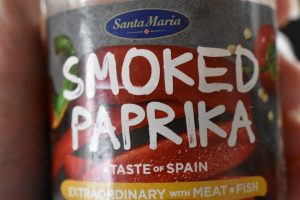 Santa Maria
SMOKED
PAPRIKA
A TASTE OF SPAIN
EXTRAORDINARY WITH MEAT & FISH